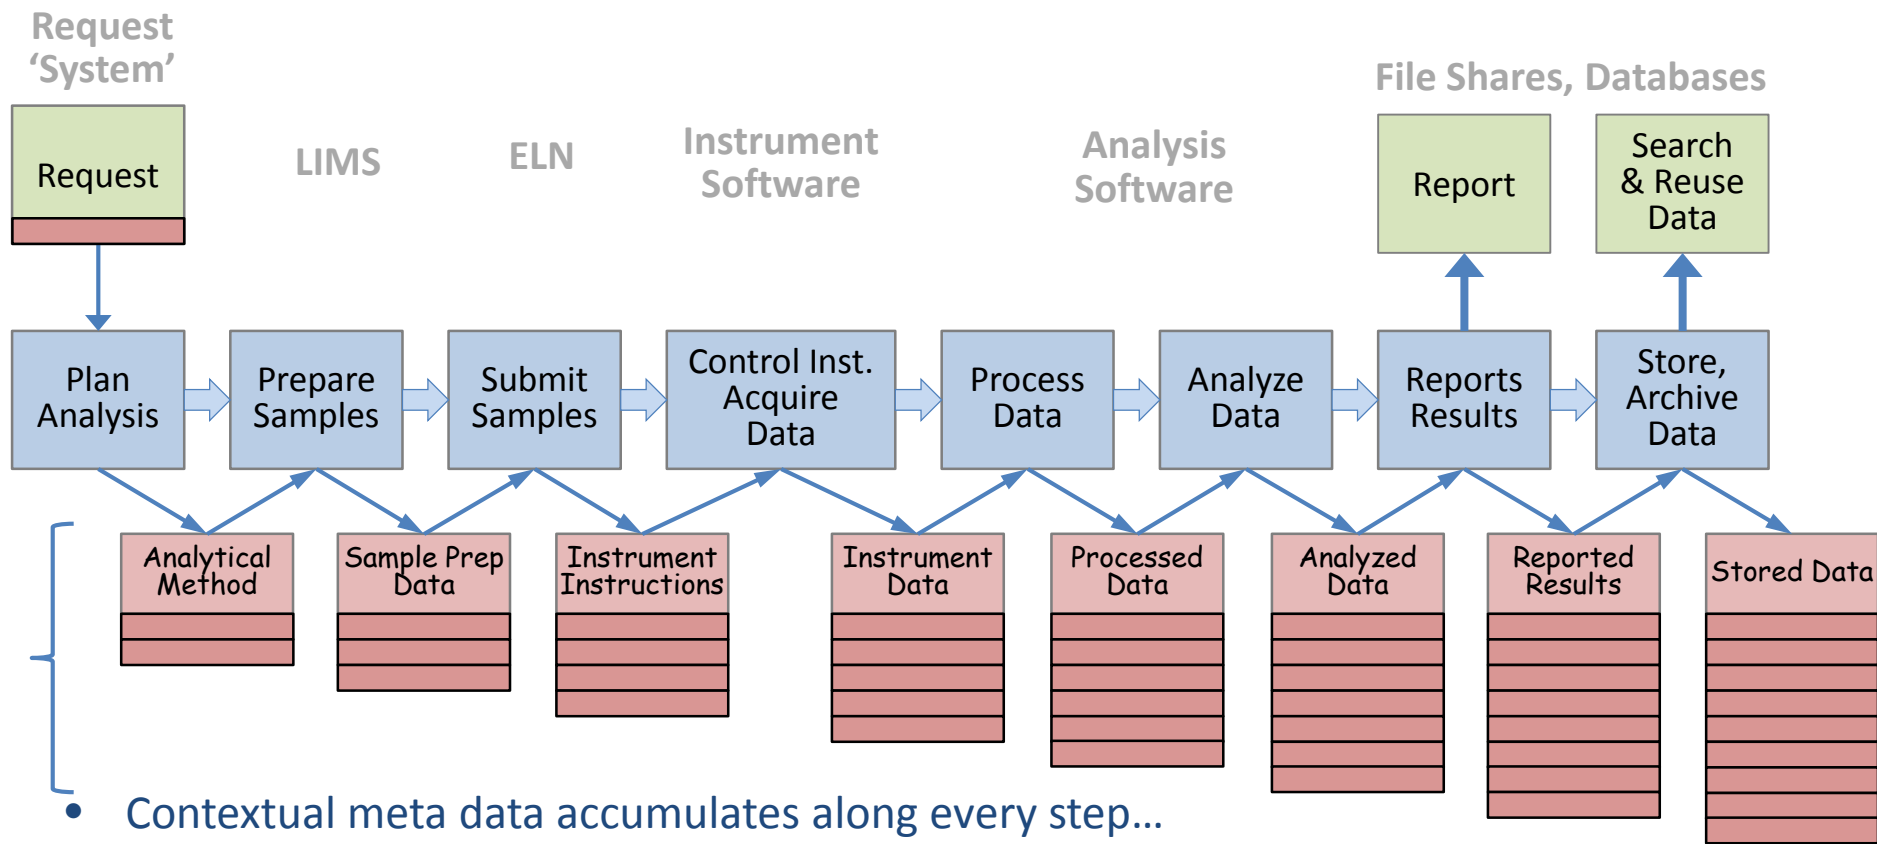 Request
‘System’
File Shares, Databases
Request
LIMS
ELN
Instrument
Software
Analysis
Software
Report
Search
& Reuse
Data
Plan
Analysis
Prepare
Samples
Submit
Samples
Control Inst.
Acquire
Data
Process
Data
Analyze
Data
Reports
Results
Store,
Archive
Data
Analytical
Method
Sample Prep
Data
Instrument
Instructions
Instrument
Data
Processed
Data
Analyzed
Data
Reported
Results
Stored Data
• Contextual meta data accumulates along every step…